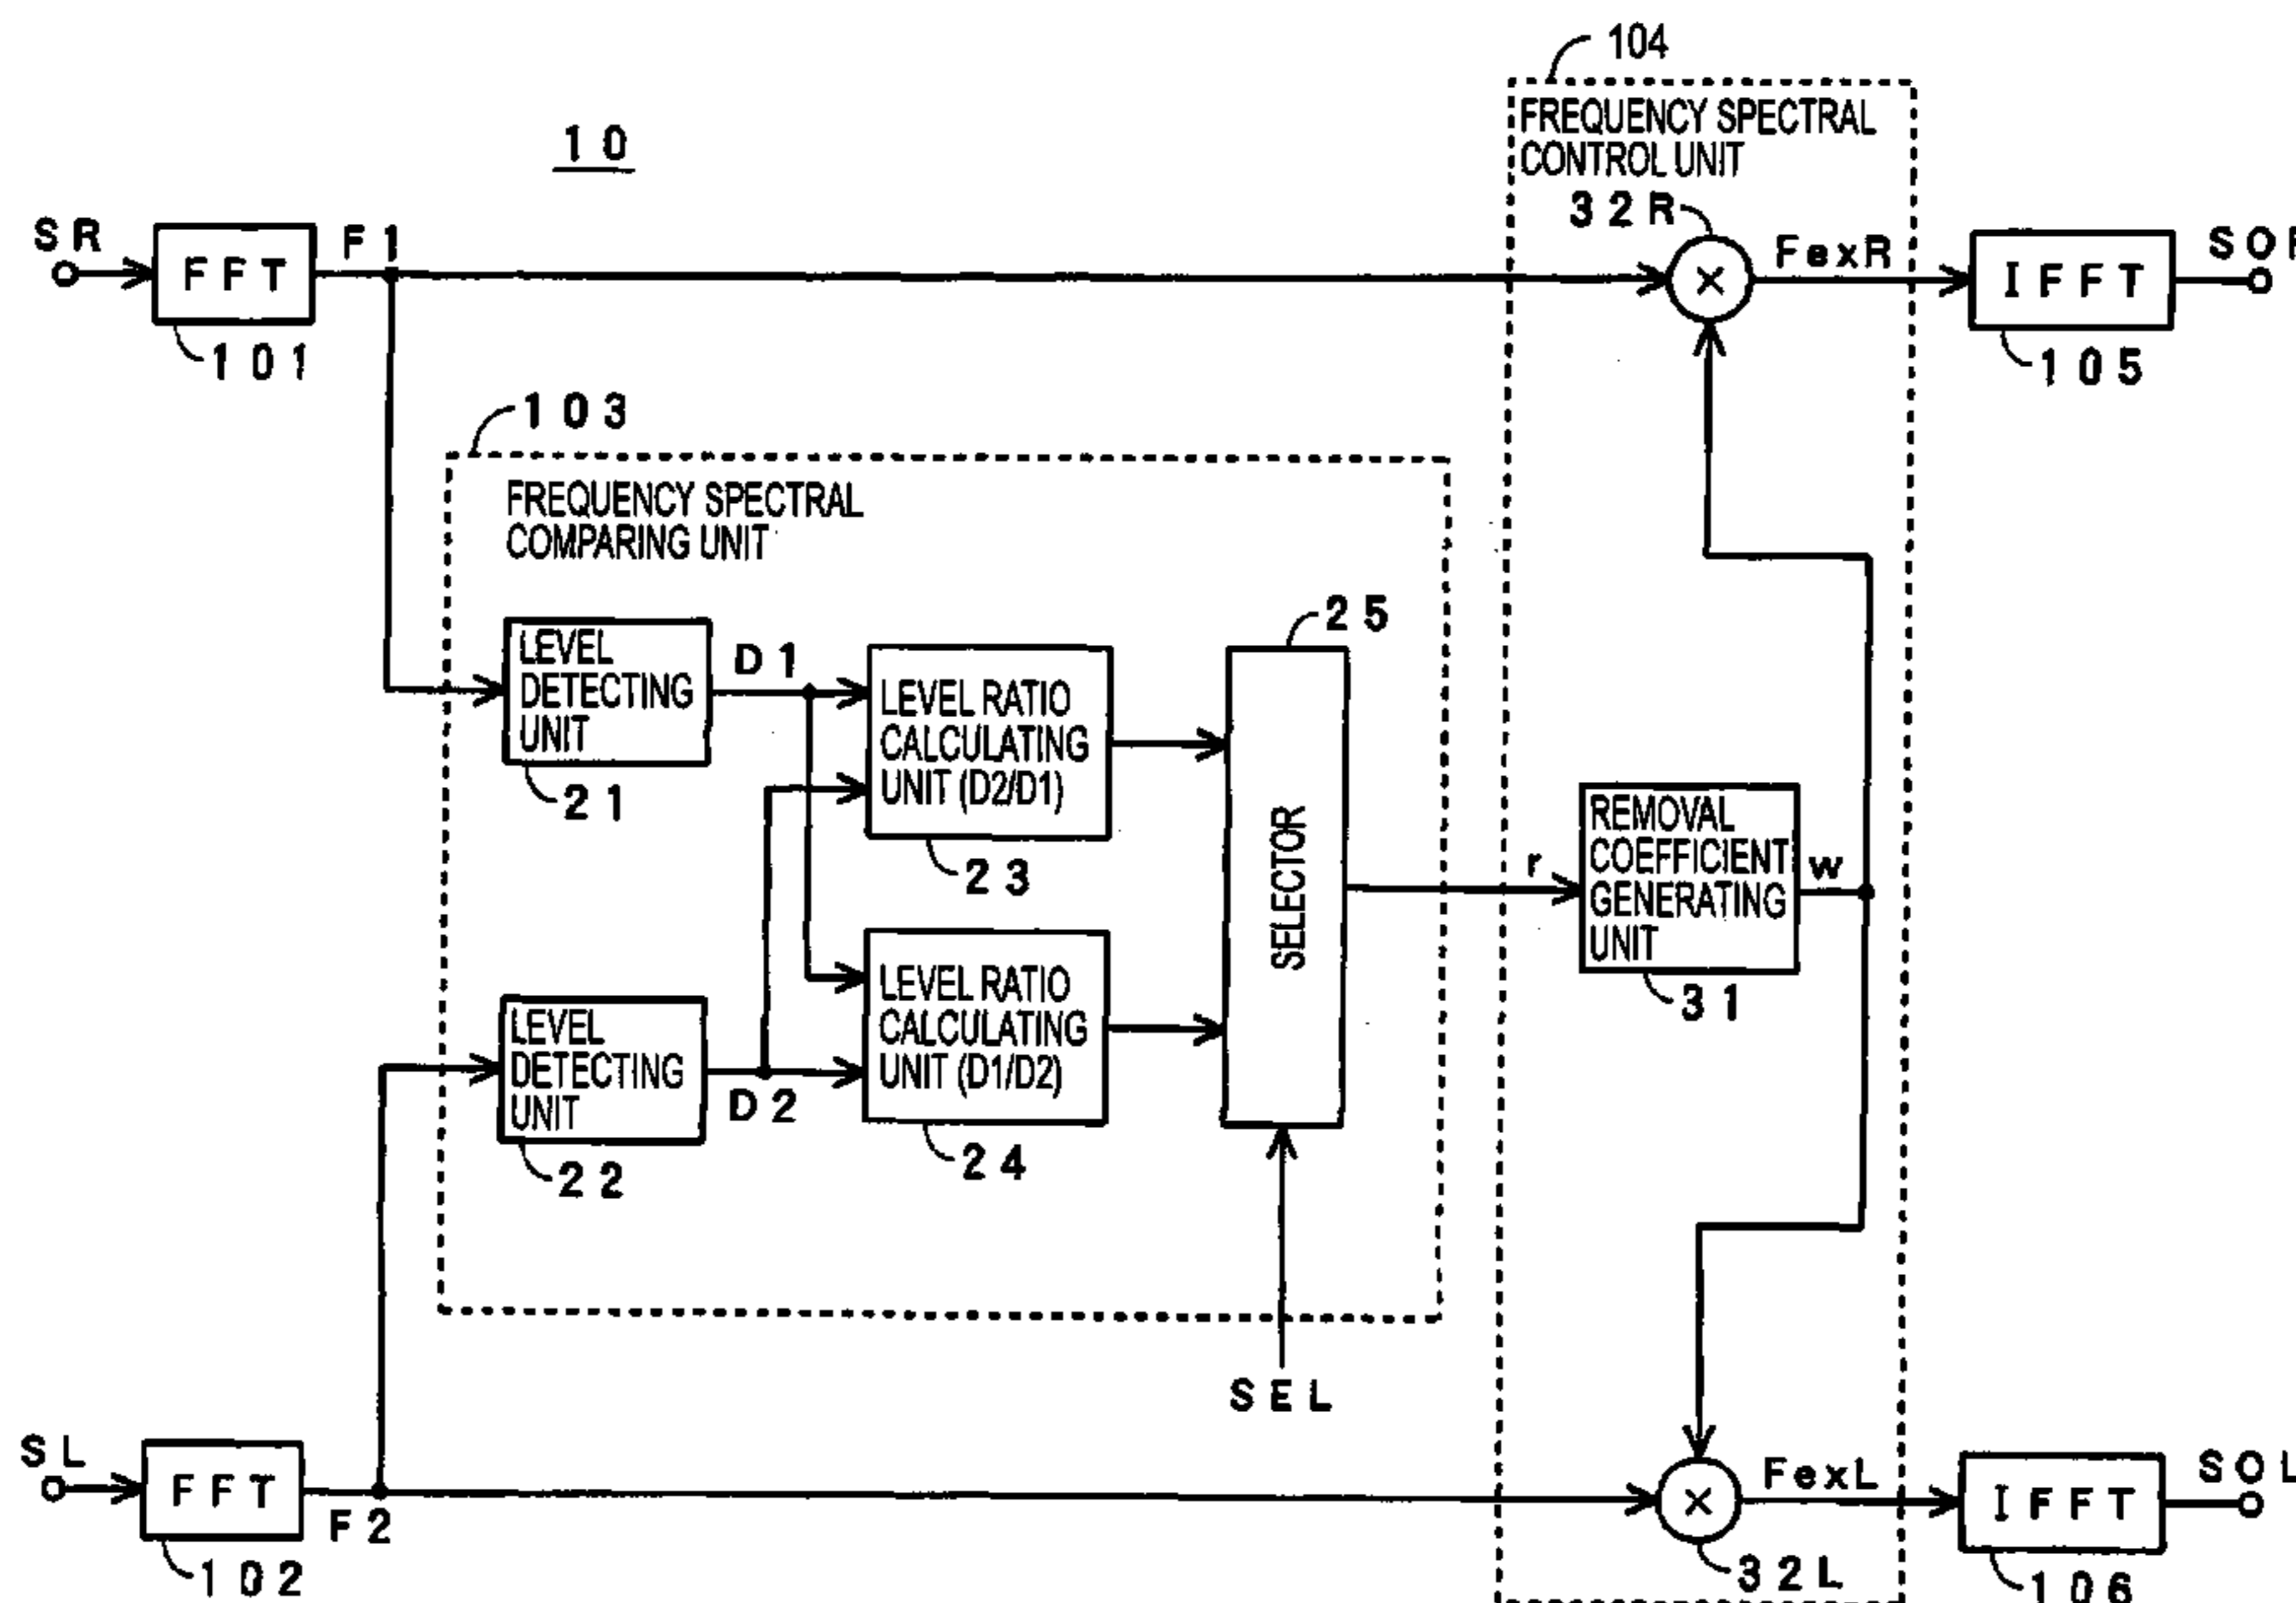 104
FREQUENCY SPECTRAL
CONTROL UNIT
10
32R
SR
FFT
F1
×
FexR
IFFT
SOR
101
105
103
FREQUENCY SPECTRAL
COMPARING UNIT
25
LEVEL
DETECTING
UNIT
D1
21
LEVEL RATIO
CALCULATING
UNIT (D2/D1)
23
SELECTOR
r
REMOVAL
COEFFICIENT
GENERATING
UNIT
w
31
LEVEL
DETECTING
UNIT
D2
22
LEVEL RATIO
CALCULATING
UNIT (D1/D2)
24
SEL
SL
FFT
F2
×
FexL
IFFT
SOL
102
32L
106